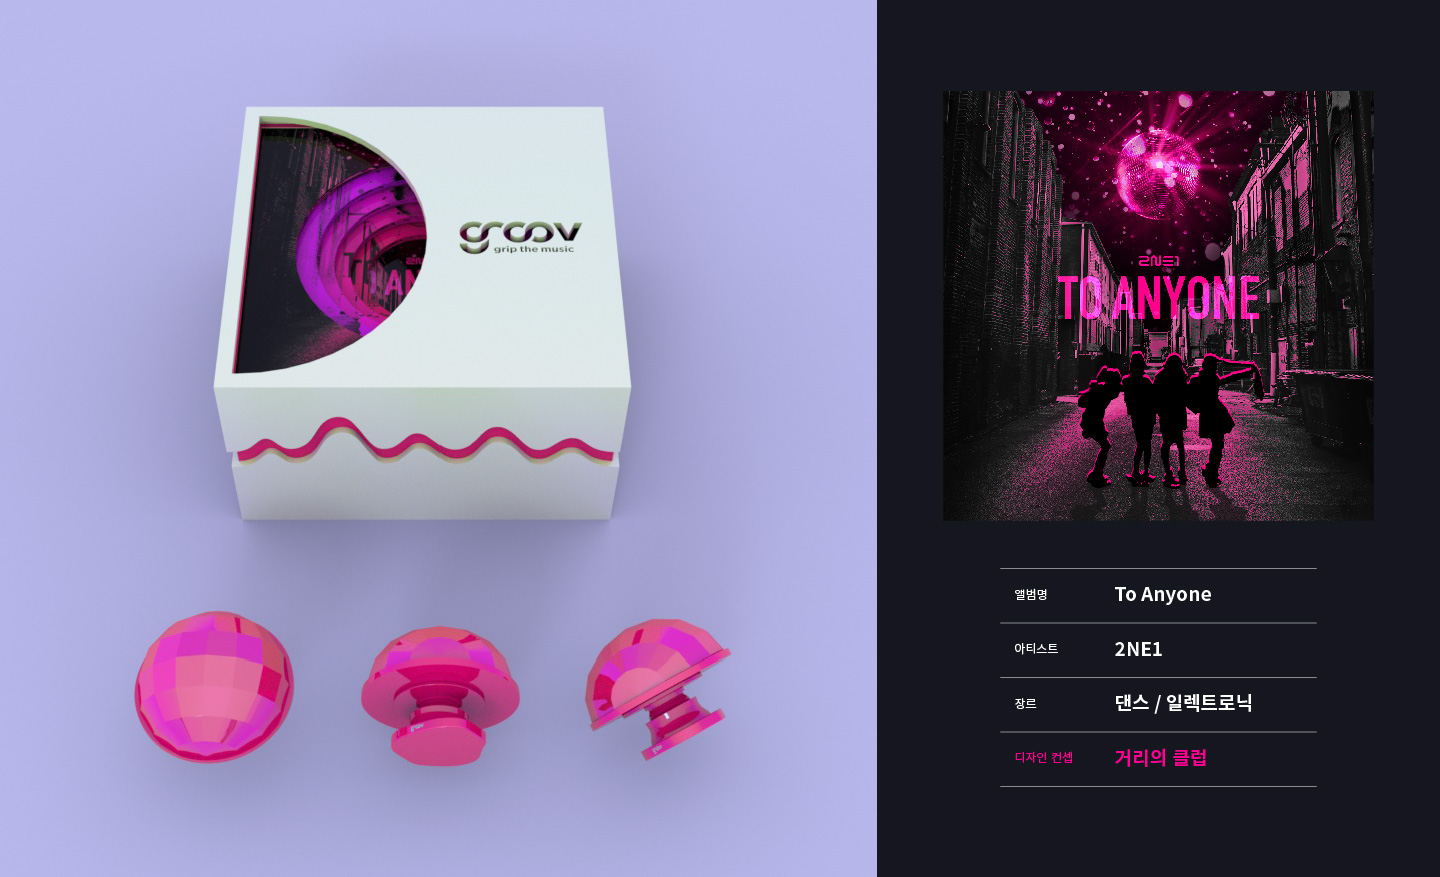 groov
grip the music
2NE1
TO ANYONE
앨범명 To Anyone
아티스트 2NE1
장르 댄스 / 일렉트로닉
디자인 컨셉 거리의 클럽
groov